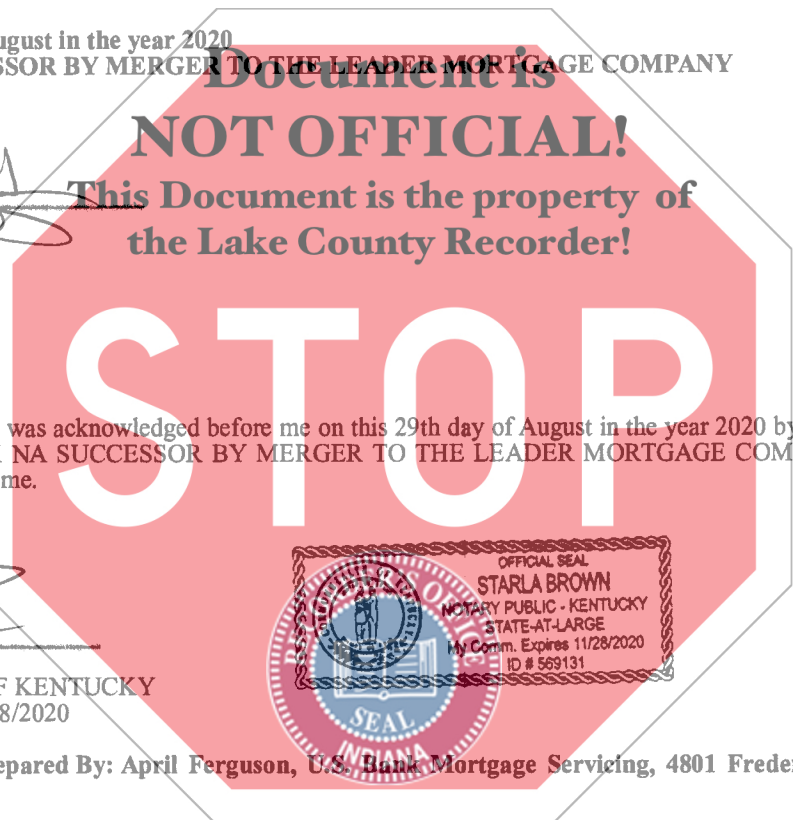 ugust in the year 2020
SSOR BY MERGER TO THE LEADER MORTGAGE COMPANY
Document is
NOT OFFICIAL!
This Document is the property of
the Lake County Recorder!
STOP
was acknowledged before me on this 29th day of August in the year 2020 by
NA SUCCESSOR BY MERGER TO THE LEADER MORTGAGE COM
me.
OFFICIAL SEAL
STARLA BROWN
NOTARY PUBLIC - KENTUCKY
STATE-AT-LARGE
My Comm. Expires 11/28/2020
ID # 569131
RECORDER'S OFFICE
SEAL
INDIANA
F KENTUCKY
8/2020
epared By: April Ferguson, U.S. Bank Mortgage Servicing, 4801 Freder